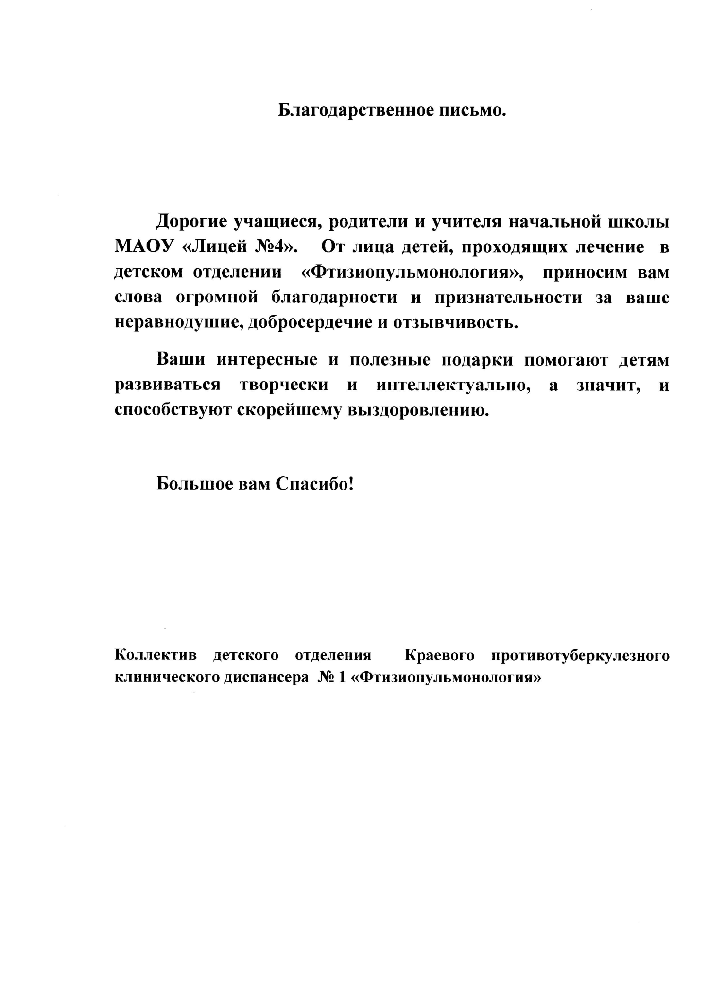 Благодарственное письмо.
Дорогие учащиеся, родители и учителя начальной школы
МАОУ «Лицей №4». От лица детей, проходящих лечение в
детском отделении «Фтизиопульмонология», приносим вам
слова огромной благодарности и признательности за ваше
неравнодушие, добросердечие и отзывчивость.
Ваши интересные и полезные подарки помогают детям
развиваться творчески и интеллектуально, а значит, и
способствуют скорейшему выздоровлению.
Большое вам Спасибо!
Коллектив детского отделения Краевого противотуберкулезного
клинического диспансера № 1 «Фтизиопульмонология»